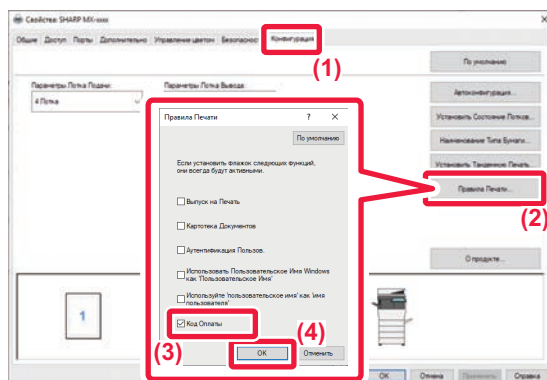 Свойства: SHARP MX-xxxx
Общие Доступ Порты Дополнительно Управление цветом Безопасность Конфигурация
(1)
По умолчанию
Параметры Лотка Подачи: Параметры Лотка Вывода:
4 Лотка
Автоконфигурация...
Установить Состояние Лотков...
Наименование Типа Бумаги...
Установить Тандемную Печать...
Правила Печати...
(2)
О продукте...
Правила Печати ? ×
По умолчанию
Если установить флажок следующих функций,
они всегда будут активными.
Выпуск на Печать
Картотека Документов
Аутентификация Пользов.
Использовать Пользовательское Имя Windows
как 'Пользовательское Имя'
Используйте 'пользовательское имя' как 'имя
пользователя'
Код Оплаты
(3)
(4)
OK Отменить
1
OK Отмена Применить Справка